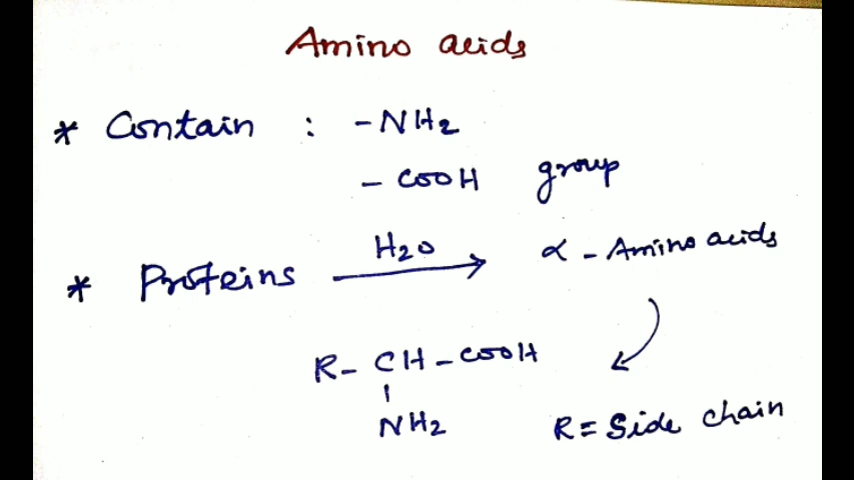 Amino acids
* Contain : -NH2
- COOH group
H2O
* Proteins ⟶ α - Amino acids
R - CH - COOH
NH2
R = Side chain